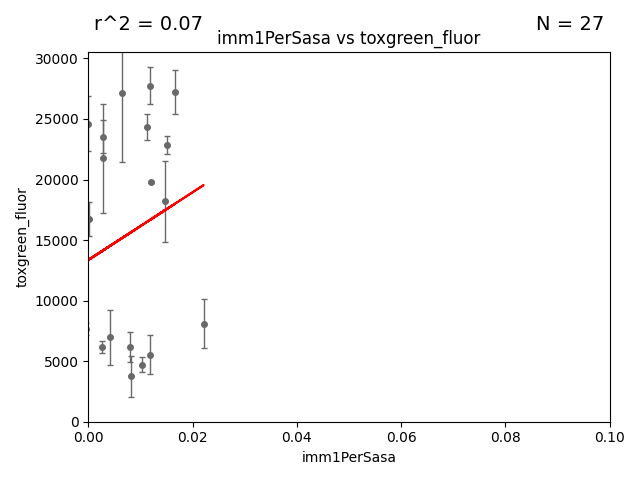 r^2 = 0.07
N = 27
imm1PerSasa vs toxgreen_fluor
30000
25000
20000
15000
10000
5000
0
toxgreen_fluor
0.00 0.02 0.04 0.06 0.08 0.10
imm1PerSasa